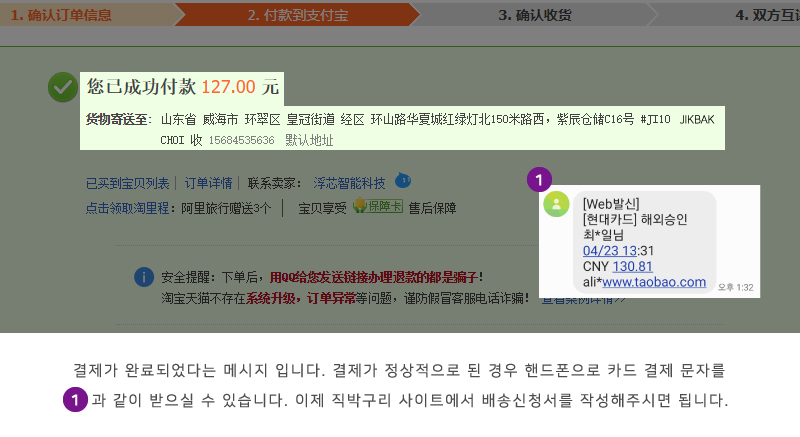 1. 确认订单信息
2. 付款到支付宝
3. 确认收货
4. 双方互评
您已成功付款 127.00 元
货物寄送至: 山东省 威海市 环翠区 皇冠街道 经区 环山路华夏城红绿灯北150米路西, 紫辰仓储C16号 #JI10 JIKBAK
CHOI 收 15684535636 默认地址
已买到宝贝列表 | 订单详情 | 联系卖家: 浮芯智能科技
点击领取淘里程: 阿里旅行赠送3个 | 宝贝享受 保障卡 售后保障
1
[Web발신]
[현대카드] 해외승인
최*일님
04/23 13:31
CNY 130.81
ali*www.taobao.com
오후 1:32
安全提醒: 下单后, 用QQ给您发送链接办理退款的都是骗子!
淘宝天猫不存在系统升级, 订单异常等问题, 谨防假冒客服电话诈骗! 查看案例详情>>
결제가 완료되었다는 메시지 입니다. 결제가 정상적으로 된 경우 핸드폰으로 카드 결제 문자를
1 과 같이 받으실 수 있습니다. 이제 직박구리 사이트에서 배송신청서를 작성해주시면 됩니다.